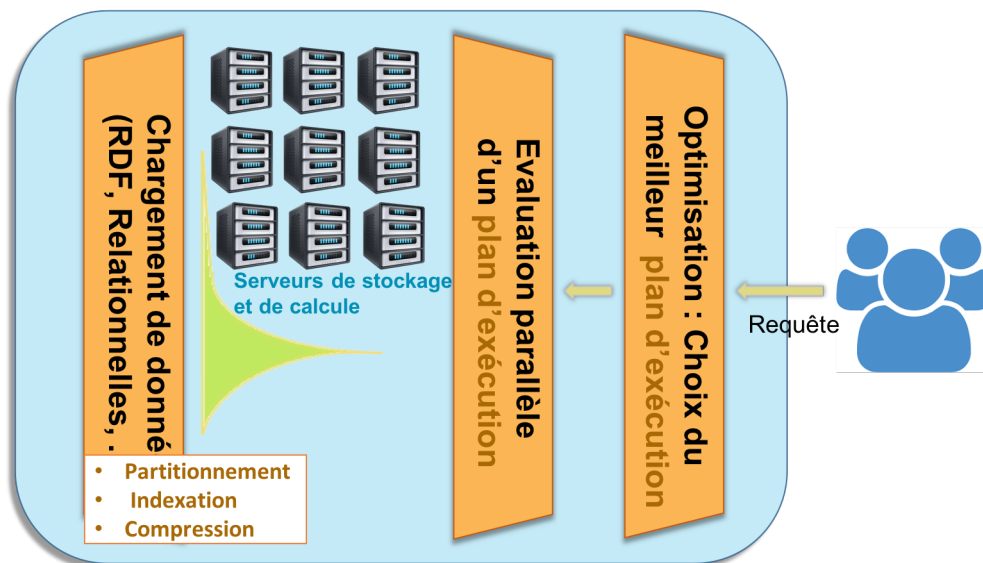 Chargement de donné
(RDF, Relationnelles, .
• Partitionnement
• Indexation
• Compression
Serveurs de stockage
et de calcule
Evaluation parallèle
d'un plan d'exécution
Optimisation : Choix du
meilleur plan d'exécution
Requête